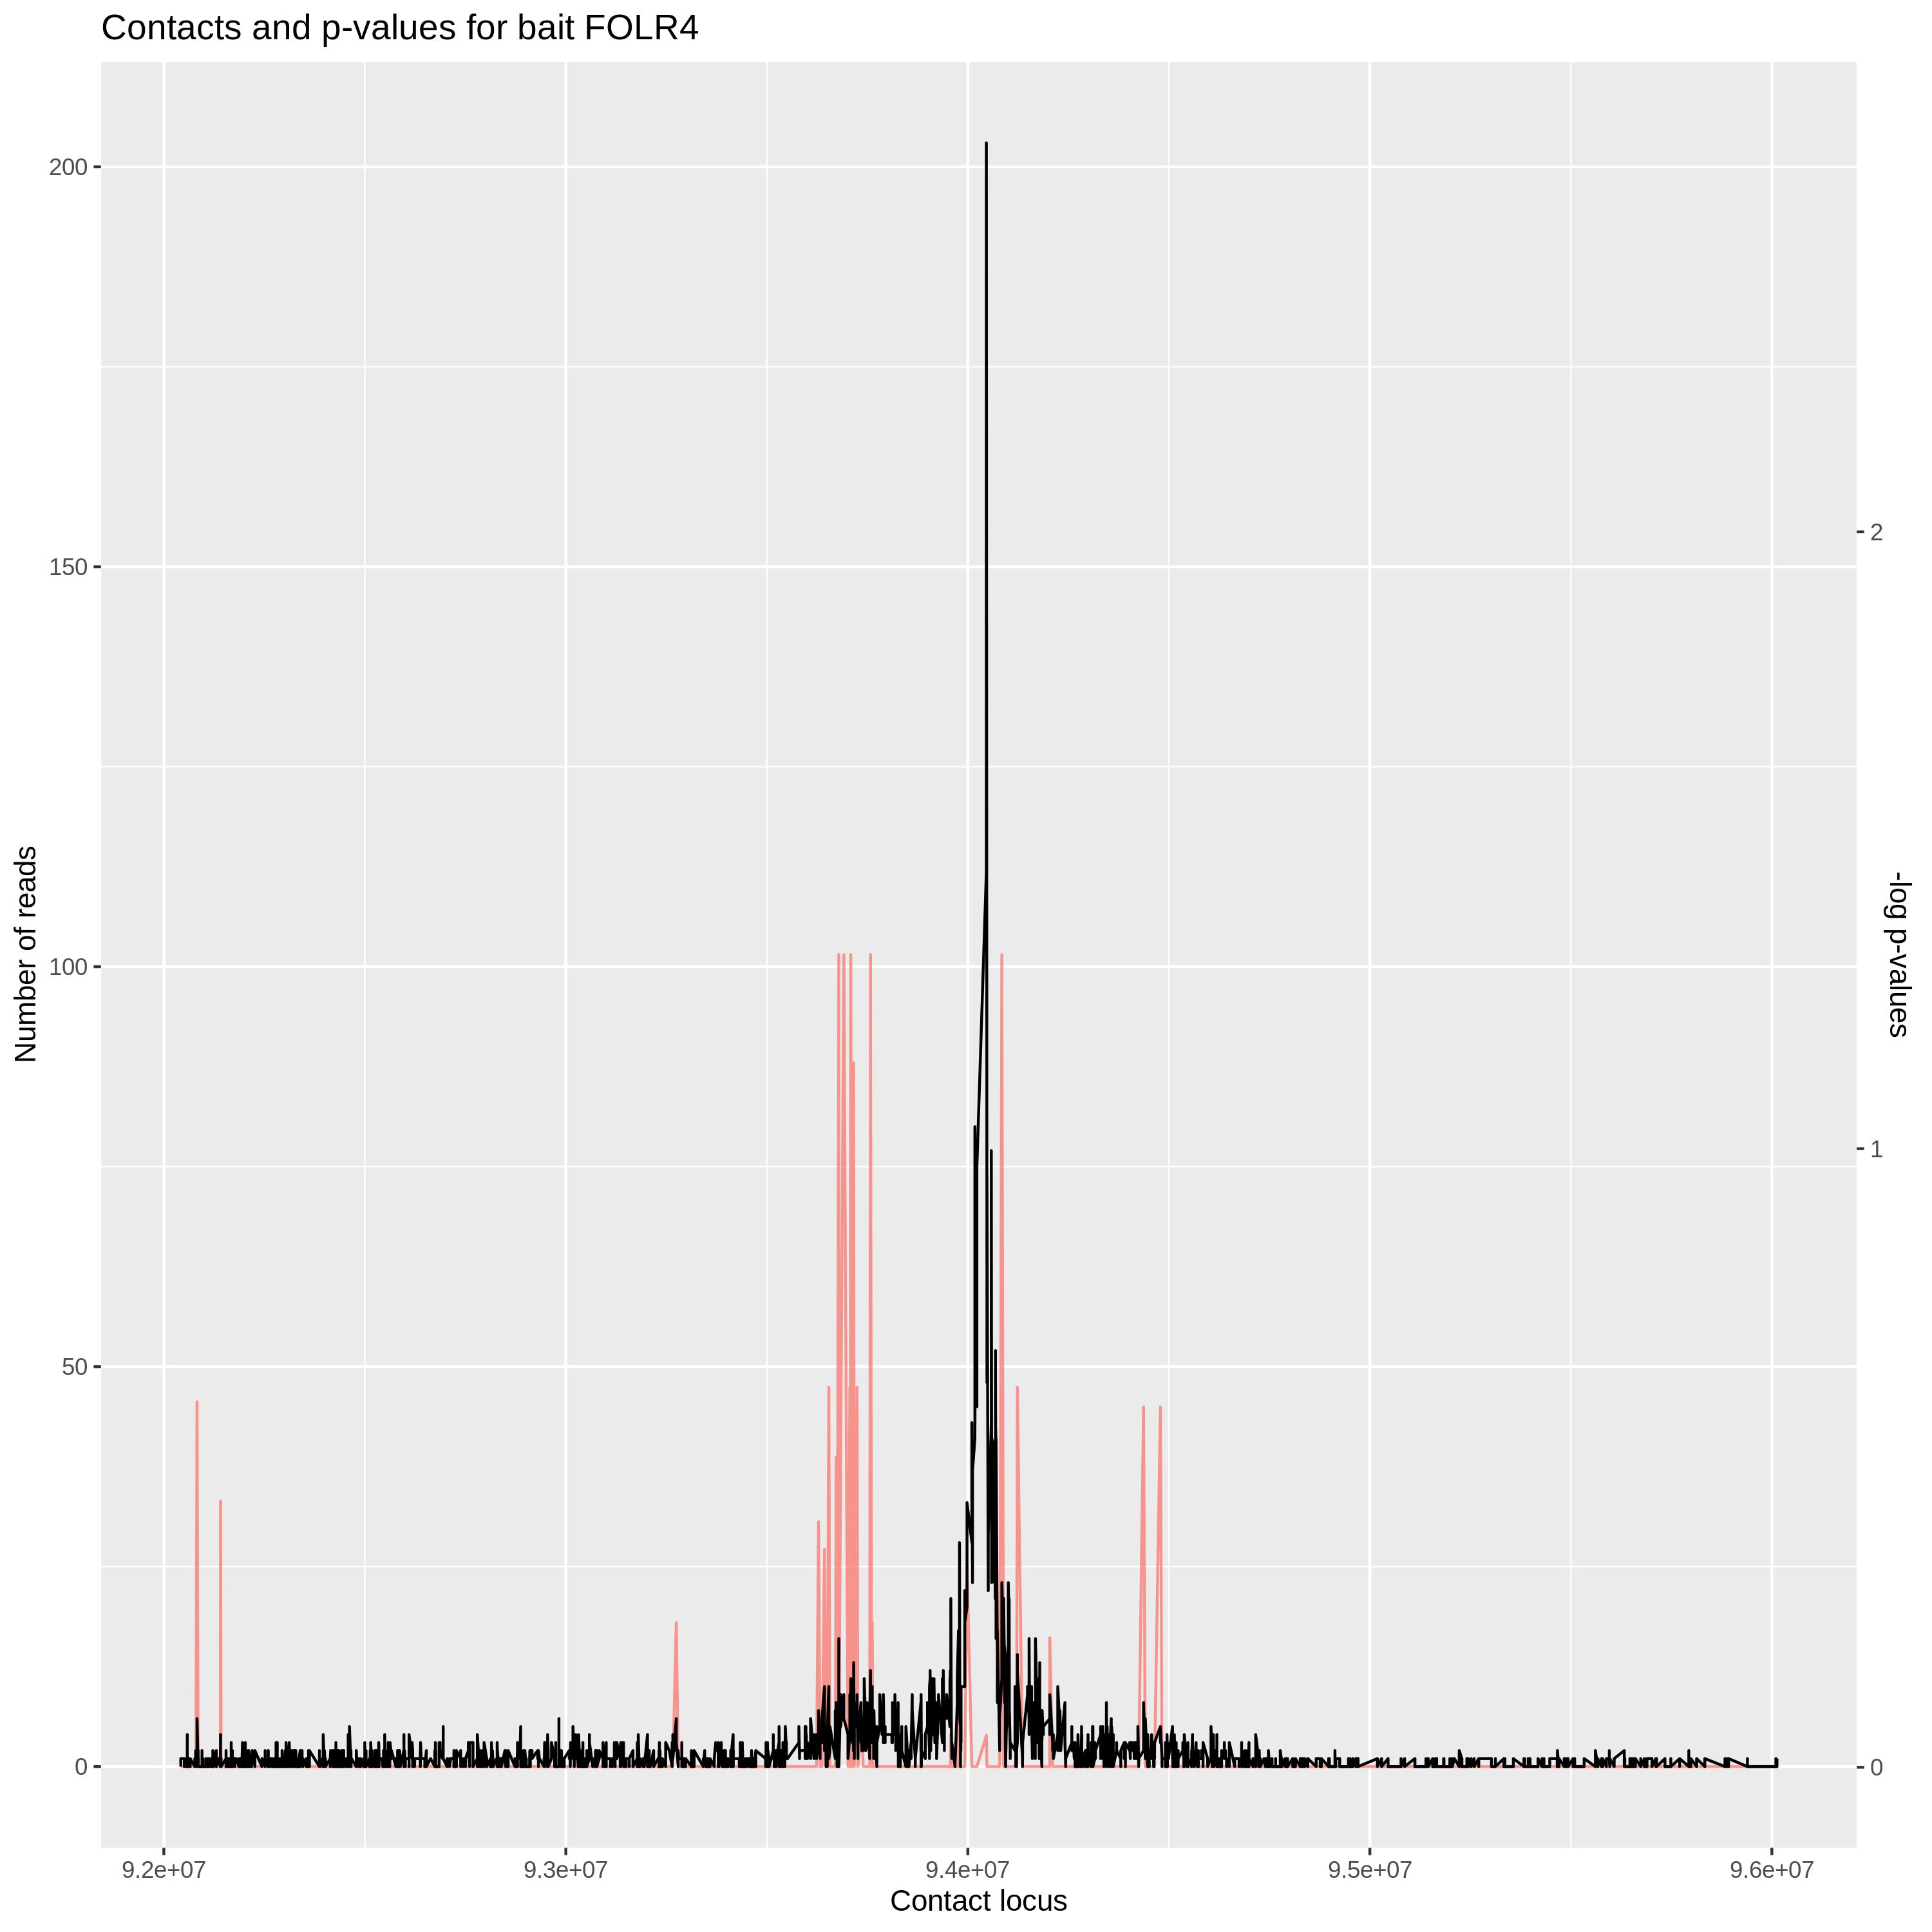 Contacts and p-values for bait FOLR4
200
150
100
50
0
2
1
0
Number of reads
-log p-values
9.2e+07 9.3e+07 9.4e+07 9.5e+07 9.6e+07
Contact locus